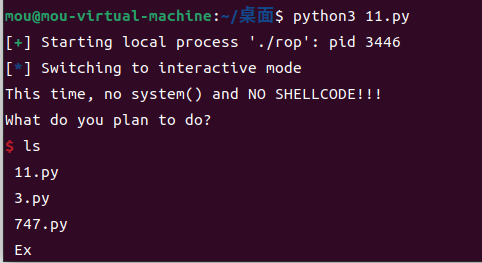 mou@mou-virtual-machine:~/桌面$ python3 11.py
[+] Starting local process './rop': pid 3446
[*] Switching to interactive mode
This time, no system() and NO SHELLCODE!!!
What do you plan to do?
$ ls
11.py
3.py
747.py
Ex